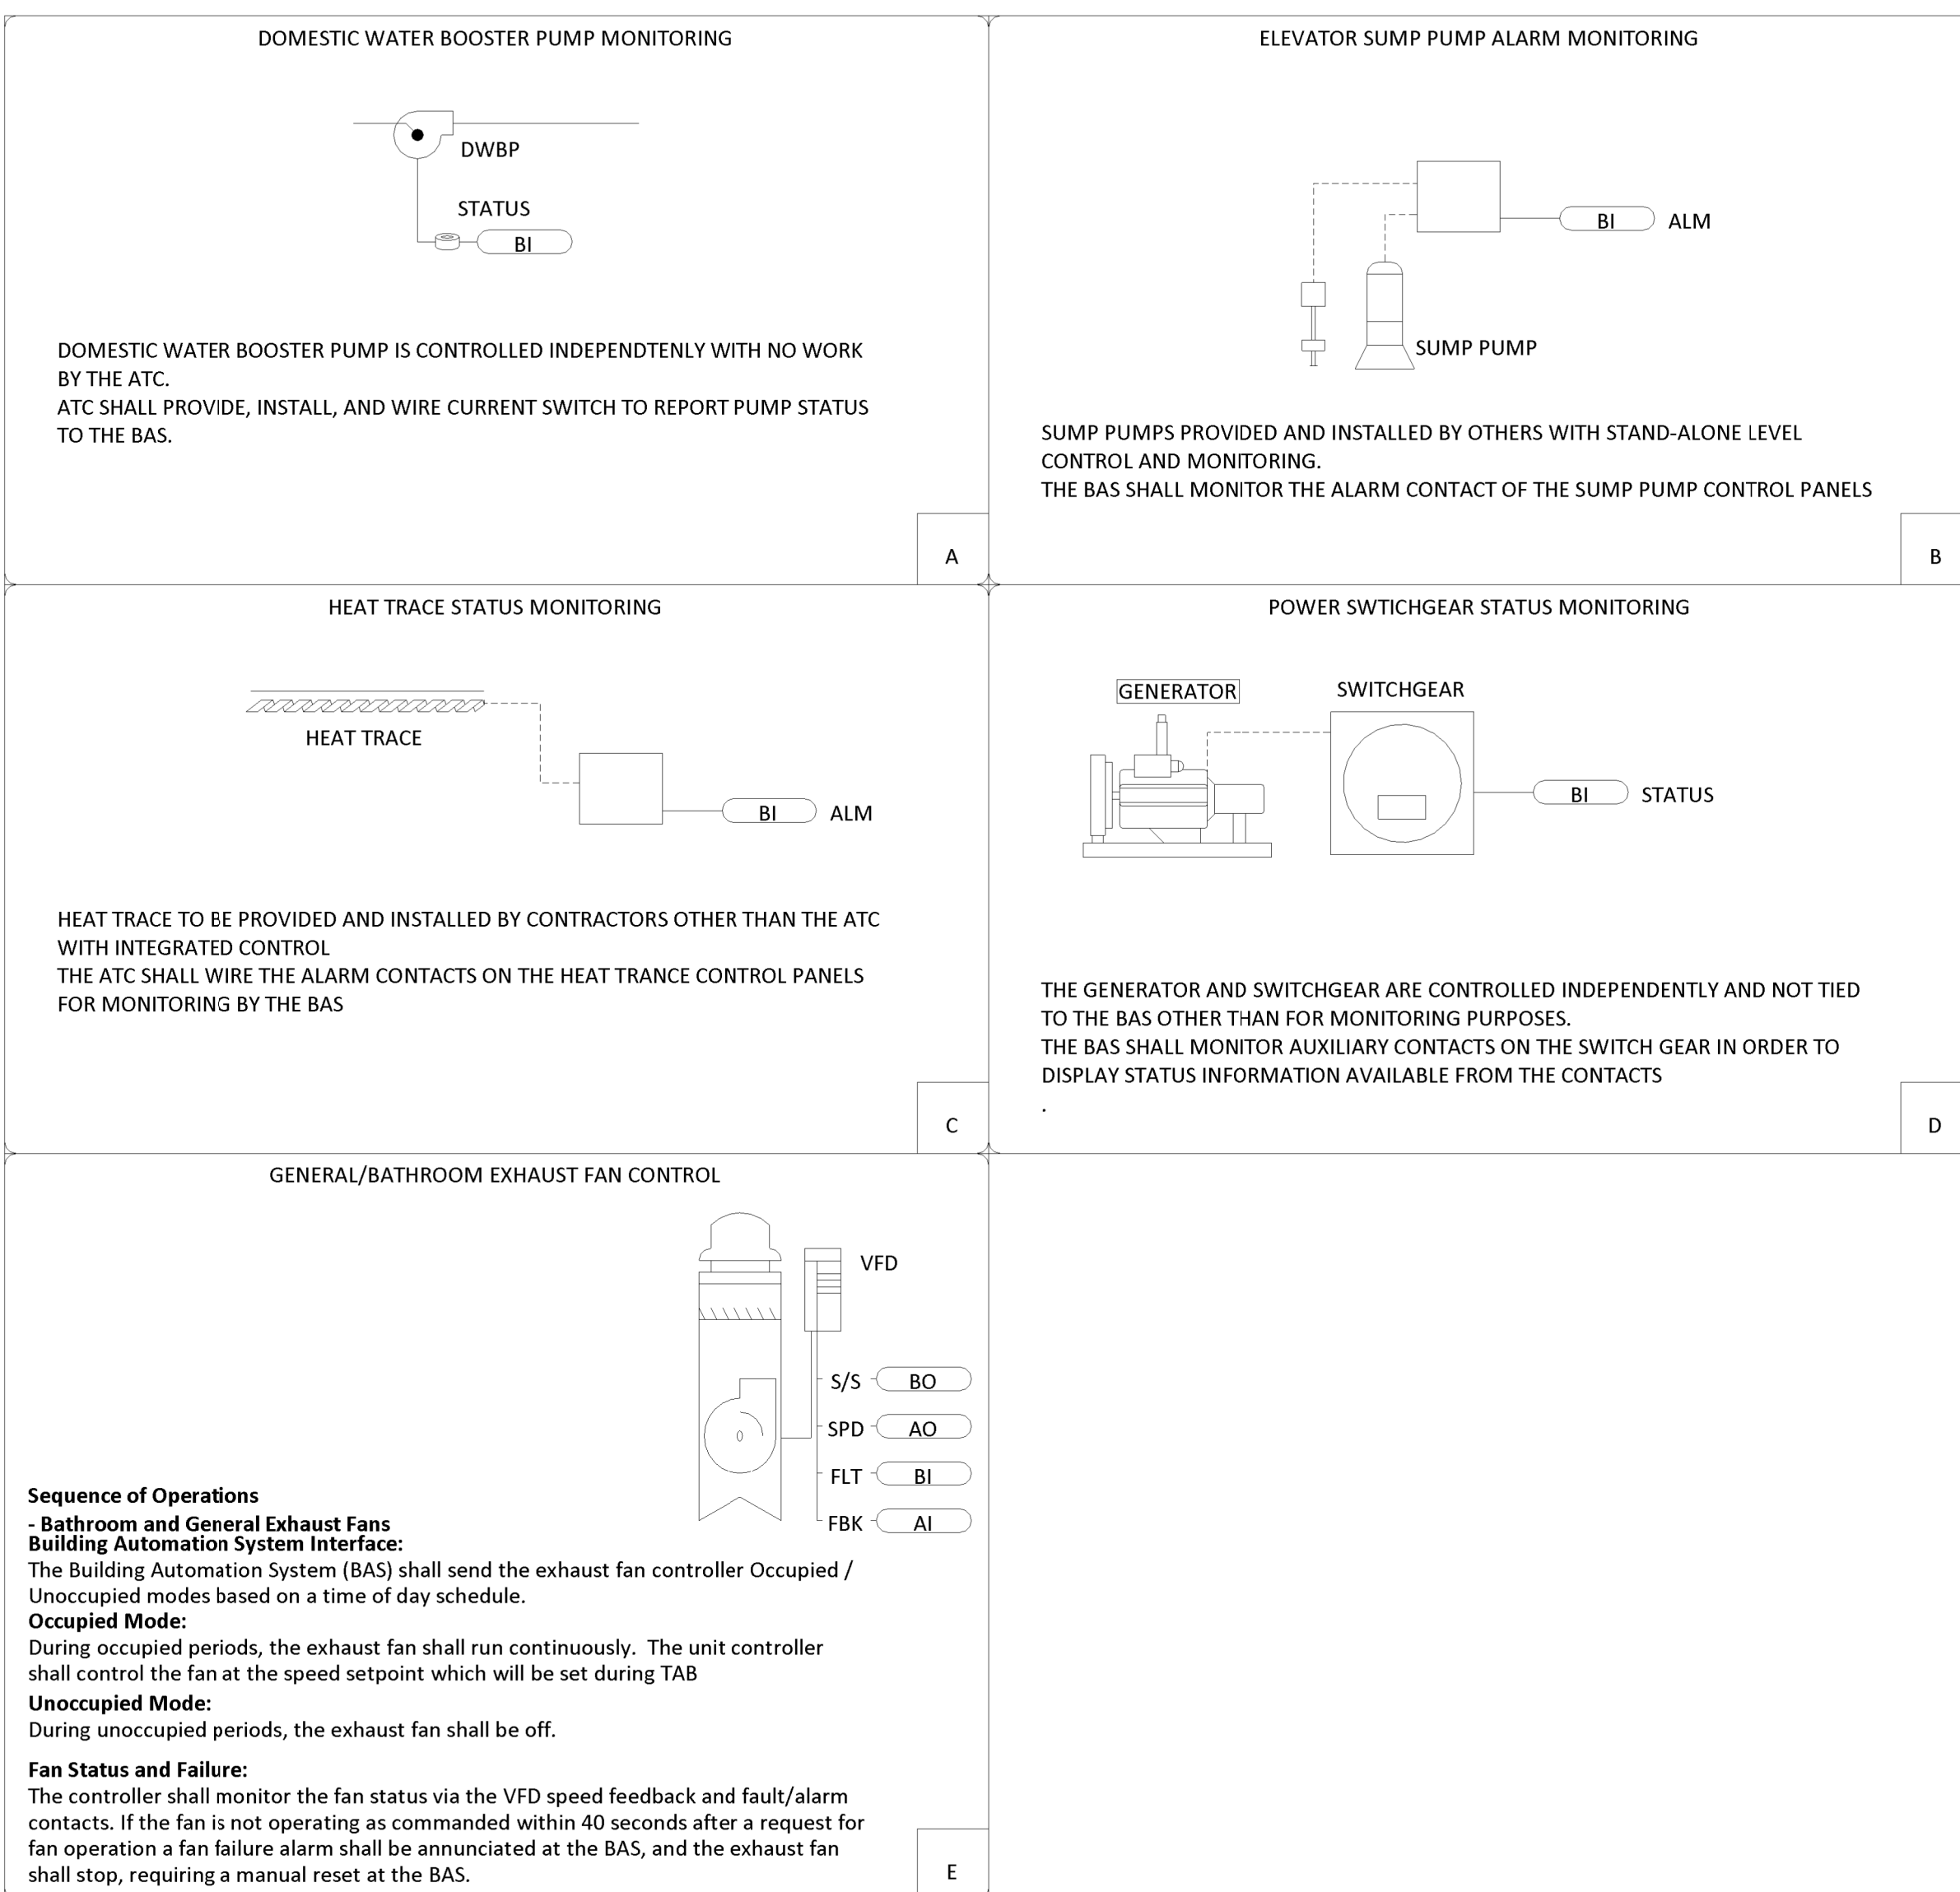 DOMESTIC WATER BOOSTER PUMP MONITORING
DWBP
STATUS
BI
DOMESTIC WATER BOOSTER PUMP IS CONTROLLED INDEPENDTENLY WITH NO WORK
BY THE ATC.
ATC SHALL PROVIDE, INSTALL, AND WIRE CURRENT SWITCH TO REPORT PUMP STATUS
TO THE BAS.
A
ELEVATOR SUMP PUMP ALARM MONITORING
BI
ALM
SUMP PUMP
SUMP PUMPS PROVIDED AND INSTALLED BY OTHERS WITH STAND-ALONE LEVEL
CONTROL AND MONITORING.
THE BAS SHALL MONITOR THE ALARM CONTACT OF THE SUMP PUMP CONTROL PANELS
B
HEAT TRACE STATUS MONITORING
HEAT TRACE
BI
ALM
HEAT TRACE TO BE PROVIDED AND INSTALLED BY CONTRACTORS OTHER THAN THE ATC
WITH INTEGRATED CONTROL
THE ATC SHALL WIRE THE ALARM CONTACTS ON THE HEAT TRANCE CONTROL PANELS
FOR MONITORING BY THE BAS
C
POWER SWTICHGEAR STATUS MONITORING
GENERATOR
SWITCHGEAR
BI
STATUS
THE GENERATOR AND SWITCHGEAR ARE CONTROLLED INDEPENDENTLY AND NOT TIED
TO THE BAS OTHER THAN FOR MONITORING PURPOSES.
THE BAS SHALL MONITOR AUXILIARY CONTACTS ON THE SWITCH GEAR IN ORDER TO
DISPLAY STATUS INFORMATION AVAILABLE FROM THE CONTACTS
.
D
GENERAL/BATHROOM EXHAUST FAN CONTROL
VFD
S/S BO
SPD AO
FLT BI
FBK AI
Sequence of Operations
- Bathroom and General Exhaust Fans
Building Automation System Interface:
The Building Automation System (BAS) shall send the exhaust fan controller Occupied /
Unoccupied modes based on a time of day schedule.
Occupied Mode:
During occupied periods, the exhaust fan shall run continuously.  The unit controller
shall control the fan at the speed setpoint which will be set during TAB
Unoccupied Mode:
During unoccupied periods, the exhaust fan shall be off.
Fan Status and Failure:
The controller shall monitor the fan status via the VFD speed feedback and fault/alarm
contacts. If the fan is not operating as commanded within 40 seconds after a request for
fan operation a fan failure alarm shall be annunciated at the BAS, and the exhaust fan
shall stop, requiring a manual reset at the BAS.
E